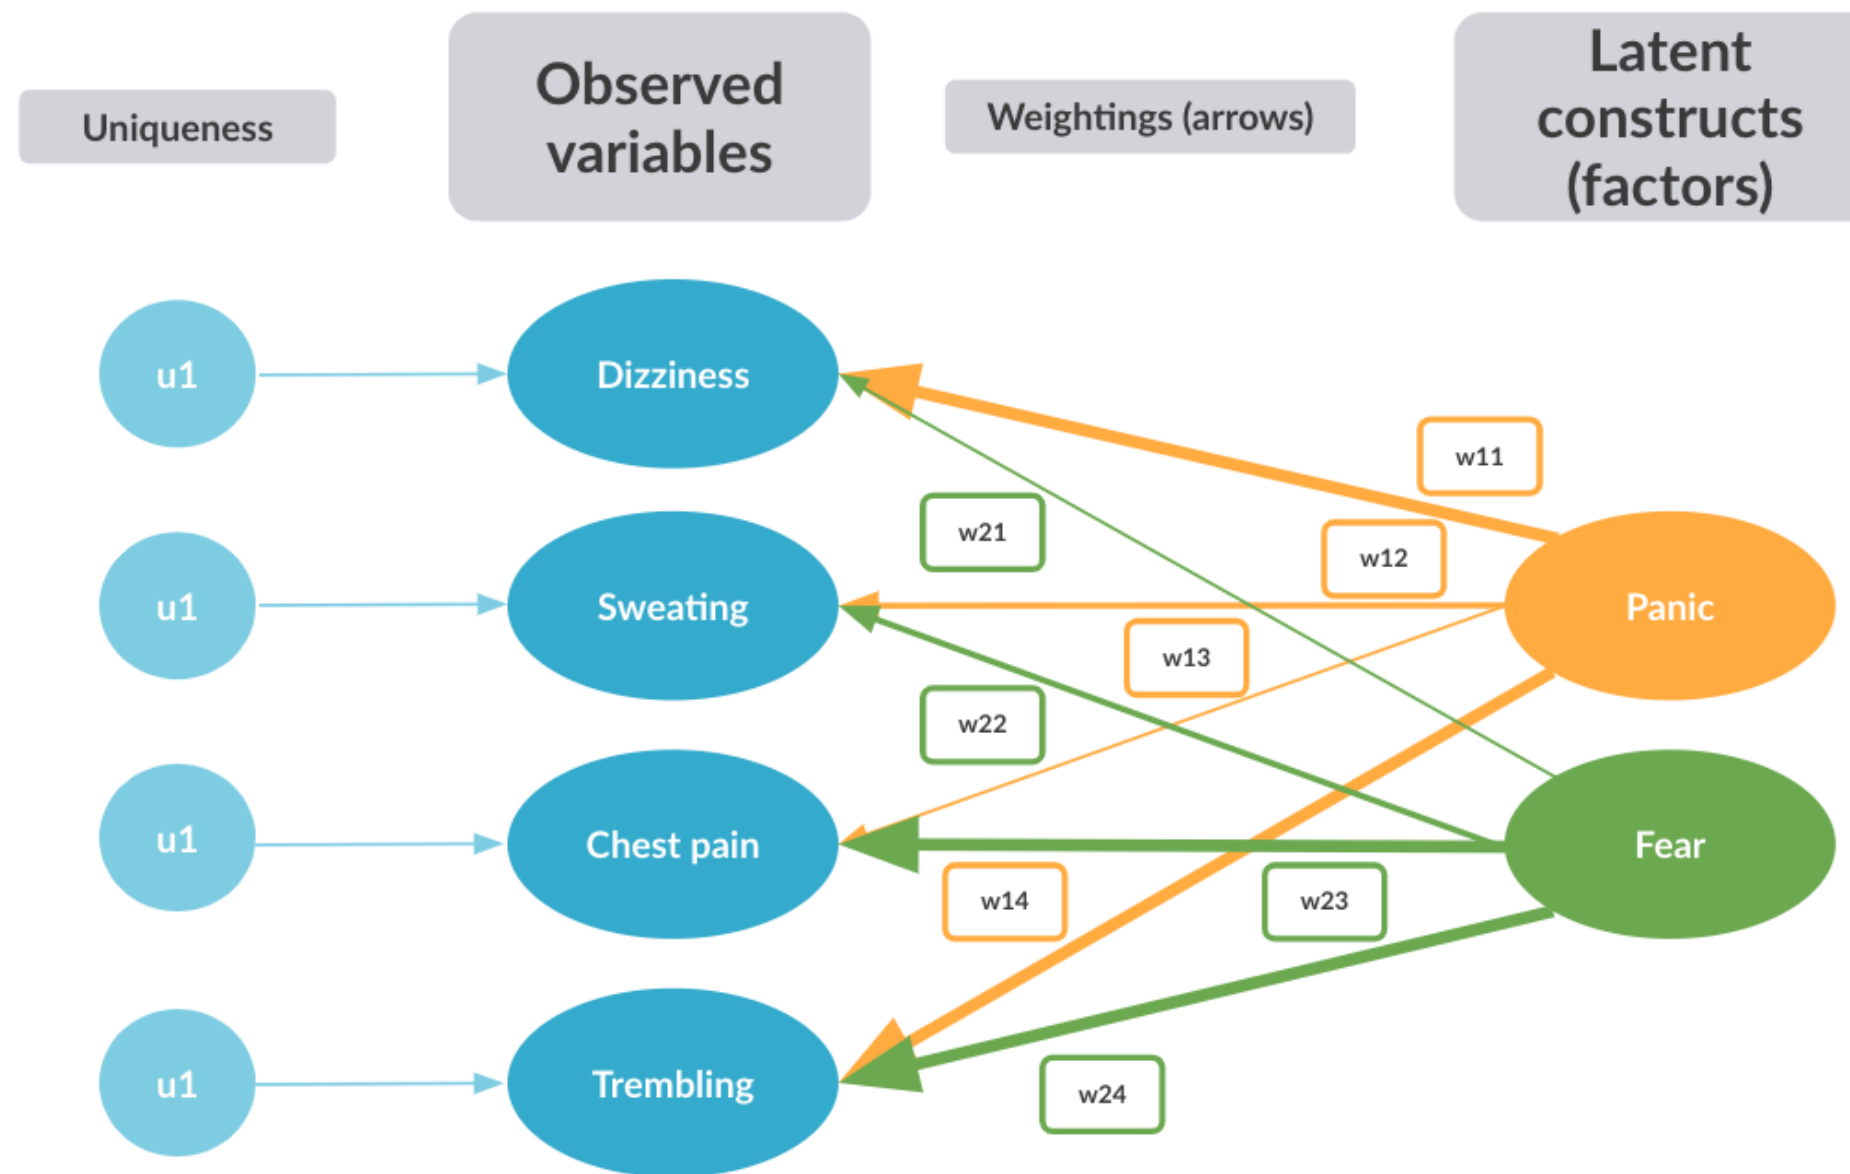 Uniqueness
Observed
variables
Weightings (arrows)
Latent
constructs
(factors)
u1
Dizziness
w11
w21
w12
u1
Sweating
Panic
w13
w22
u1
Chest pain
Fear
w14
w23
u1
Trembling
w24